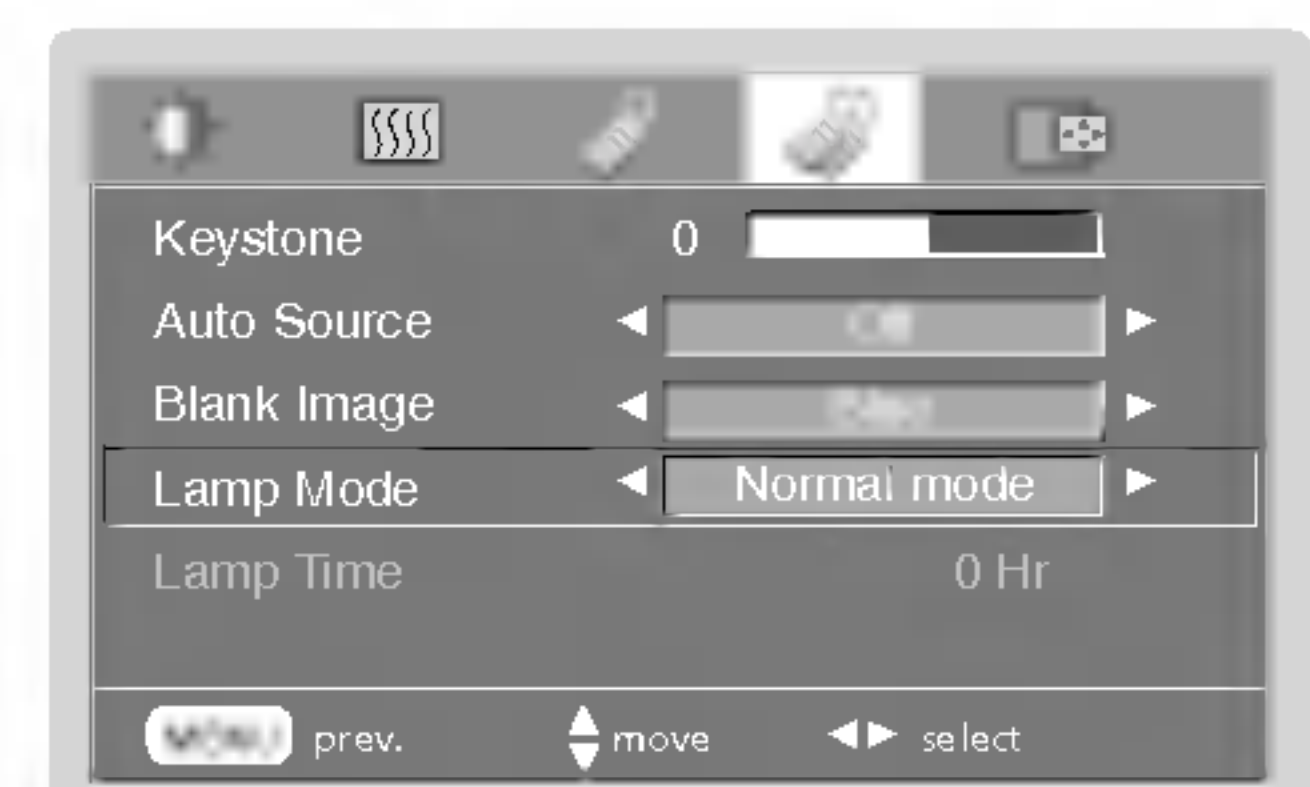 Keystone 0
Auto Source
Blank Image
Lamp Mode Normal mode
Lamp Time 0 Hr
prev. move select